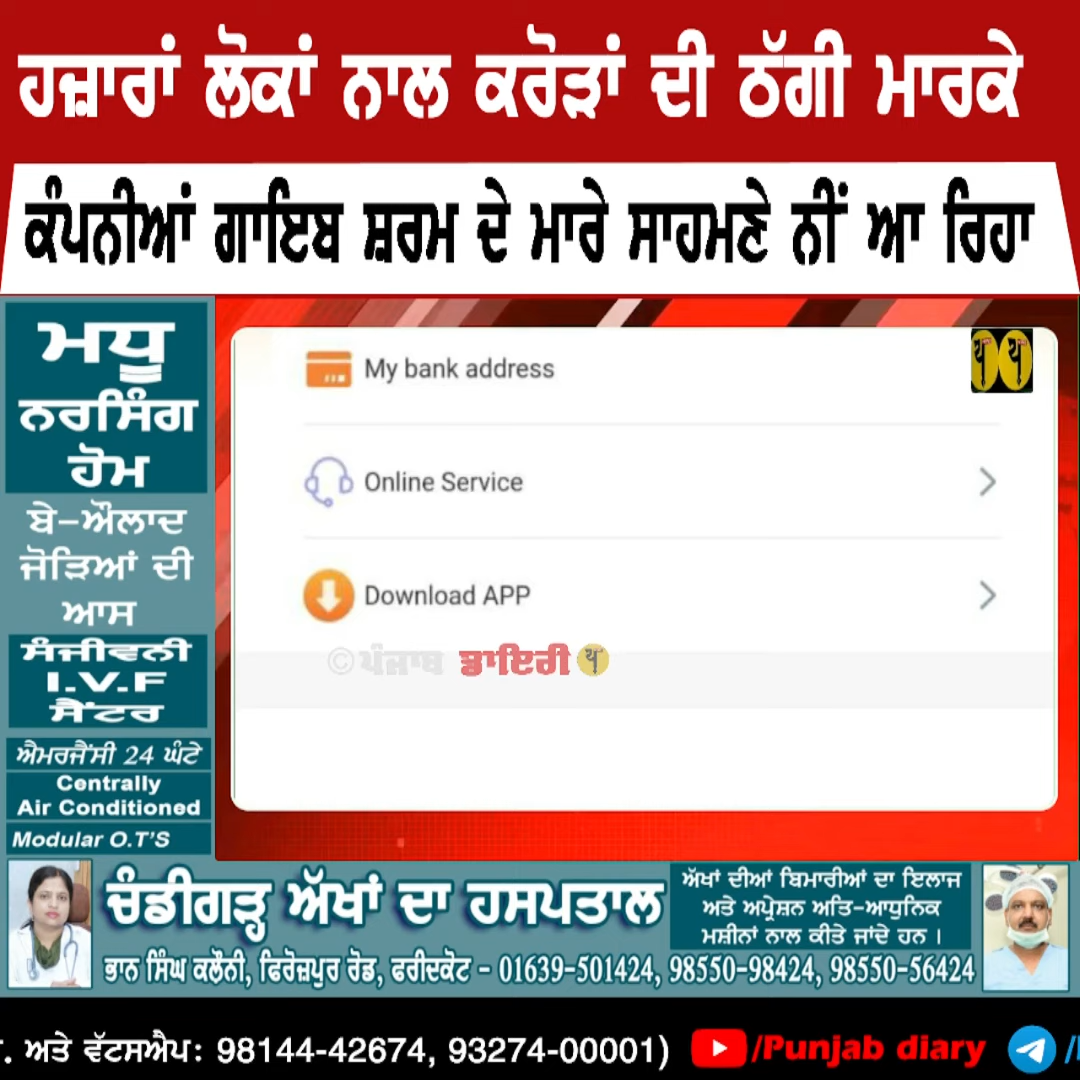 ਹਜ਼ਾਰਾਂ ਲੋਕਾਂ ਨਾਲ ਕਰੋੜਾਂ ਦੀ ਠੱਗੀ ਮਾਰਕੇ
ਕੰਪਨੀਆਂ ਗਾਇਬ ਸ਼ਰਮ ਦੇ ਮਾਰੇ ਸਾਹਮਣੇ ਨੀਂ ਆ ਰਿਹਾ
ਮਧੂ
ਨਰਸਿੰਗ
ਹੋਮ
ਬੇ-ਔਲਾਦ
ਜੋੜਿਆਂ ਦੀ
ਆਸ
ਸੰਜੀਵਨੀ
I.V.F
ਸੈਂਟਰ
ਐਮਰਜੈਂਸੀ 24 ਘੰਟੇ
Centrally
Air Conditioned
Modular O.T'S
My bank address
Online Service
Download APP
© ਪੰਜਾਬ ਡਾਇਰੀ
ਚੰਡੀਗੜ੍ਹ ਅੱਖਾਂ ਦਾ ਹਸਪਤਾਲ
ਅੱਖਾਂ ਦੀਆਂ ਬਿਮਾਰੀਆਂ ਦਾ ਇਲਾਜ
ਅਤੇ ਅਪ੍ਰੇਸ਼ਨ ਅਤਿ-ਆਧੁਨਿਕ
ਮਸ਼ੀਨਾਂ ਨਾਲ ਕੀਤੇ ਜਾਂਦੇ ਹਨ ।
ਭਾਨ ਸਿੰਘ ਕਲੌਨੀ, ਫਿਰੋਜ਼ਪੁਰ ਰੋਡ, ਫਰੀਦਕੋਟ - 01639-501424, 98550-98424, 98550-56424
. ਅਤੇ ਵੱਟਸਐਪ: 98144-42674, 93274-00001) /Punjab diary